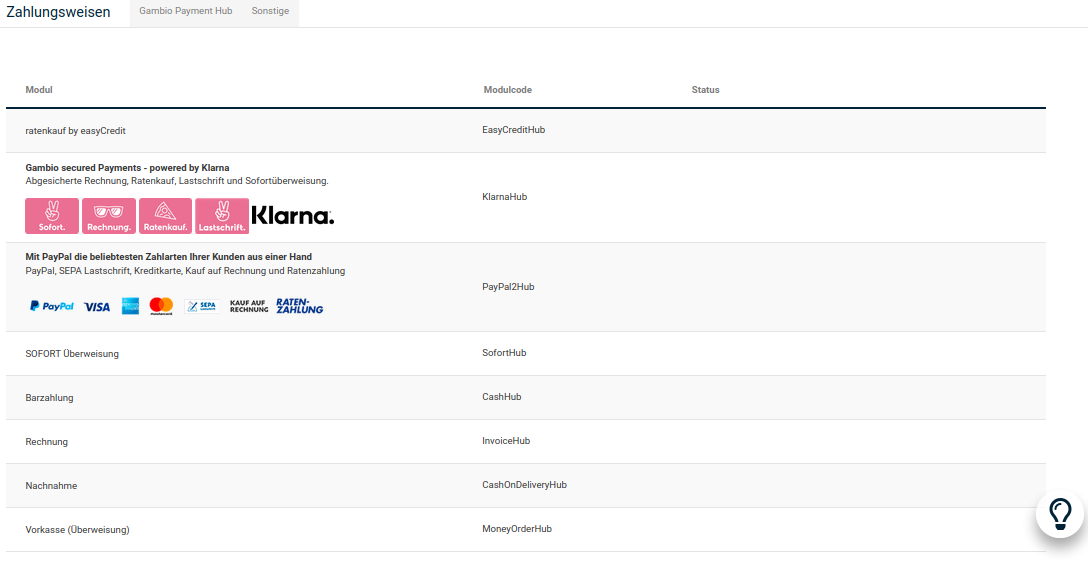 Zahlungsweisen Gambio Payment Hub Sonstige
Modul Modulcode Status
ratenkauf by easyCredit EasyCreditHub
Gambio secured Payments - powered by Klarna
Abgesicherte Rechnung, Ratenkauf, Lastschrift und Sofortüberweisung.
KlarnaHub
Sofort. Rechnung. Ratenkauf. Lastschrift. Klarna.
Mit PayPal die beliebtesten Zahlarten Ihrer Kunden aus einer Hand
PayPal, SEPA Lastschrift, Kreditkarte, Kauf auf Rechnung und Ratenzahlung
PayPal2Hub
PayPal VISA mastercard SEPA KAUF AUF
RECHNUNG RATEN-
ZAHLUNG
SOFORT Überweisung SofortHub
Barzahlung CashHub
Rechnung InvoiceHub
Nachnahme CashOnDeliveryHub
Vorkasse (Überweisung) MoneyOrderHub